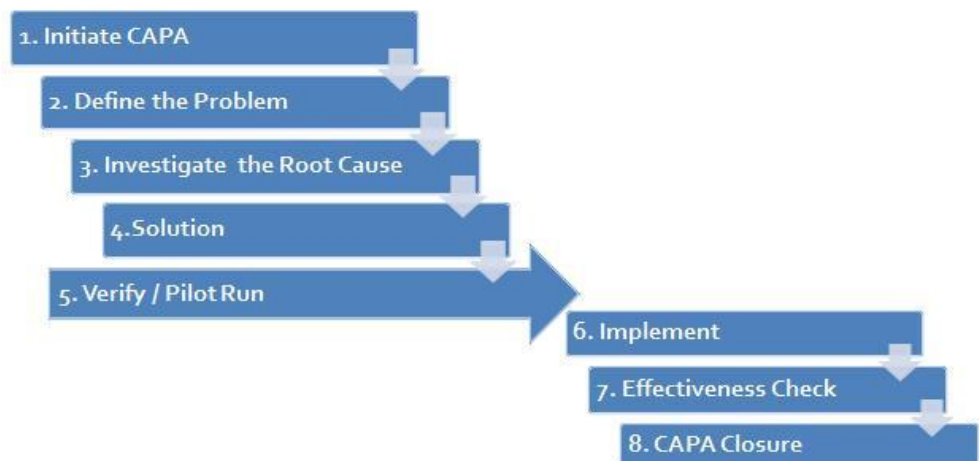 1. Initiate CAPA
2. Define the Problem
3. Investigate the Root Cause
4.Solution
5. Verify / Pilot Run
6. Implement
7. Effectiveness Check
8. CAPA Closure